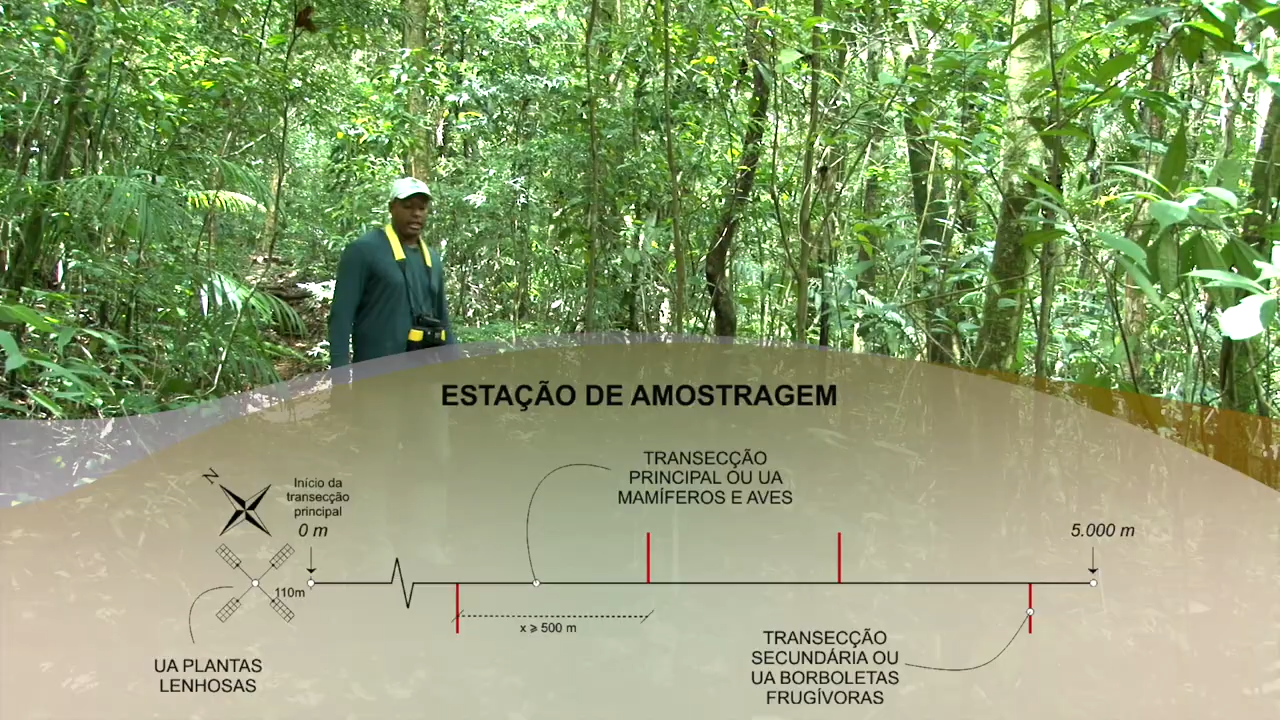 ESTAÇÃO DE AMOSTRAGEM
N
Início da
transecção
principal
0 m
TRANSECÇÃO
PRINCIPAL OU UA
MAMÍFEROS E AVES
5.000 m
110m
x ⩾ 500 m
UA PLANTAS
LENHOSAS
TRANSECÇÃO
SECUNDÁRIA OU
UA BORBOLETAS
FRUGÍVORAS